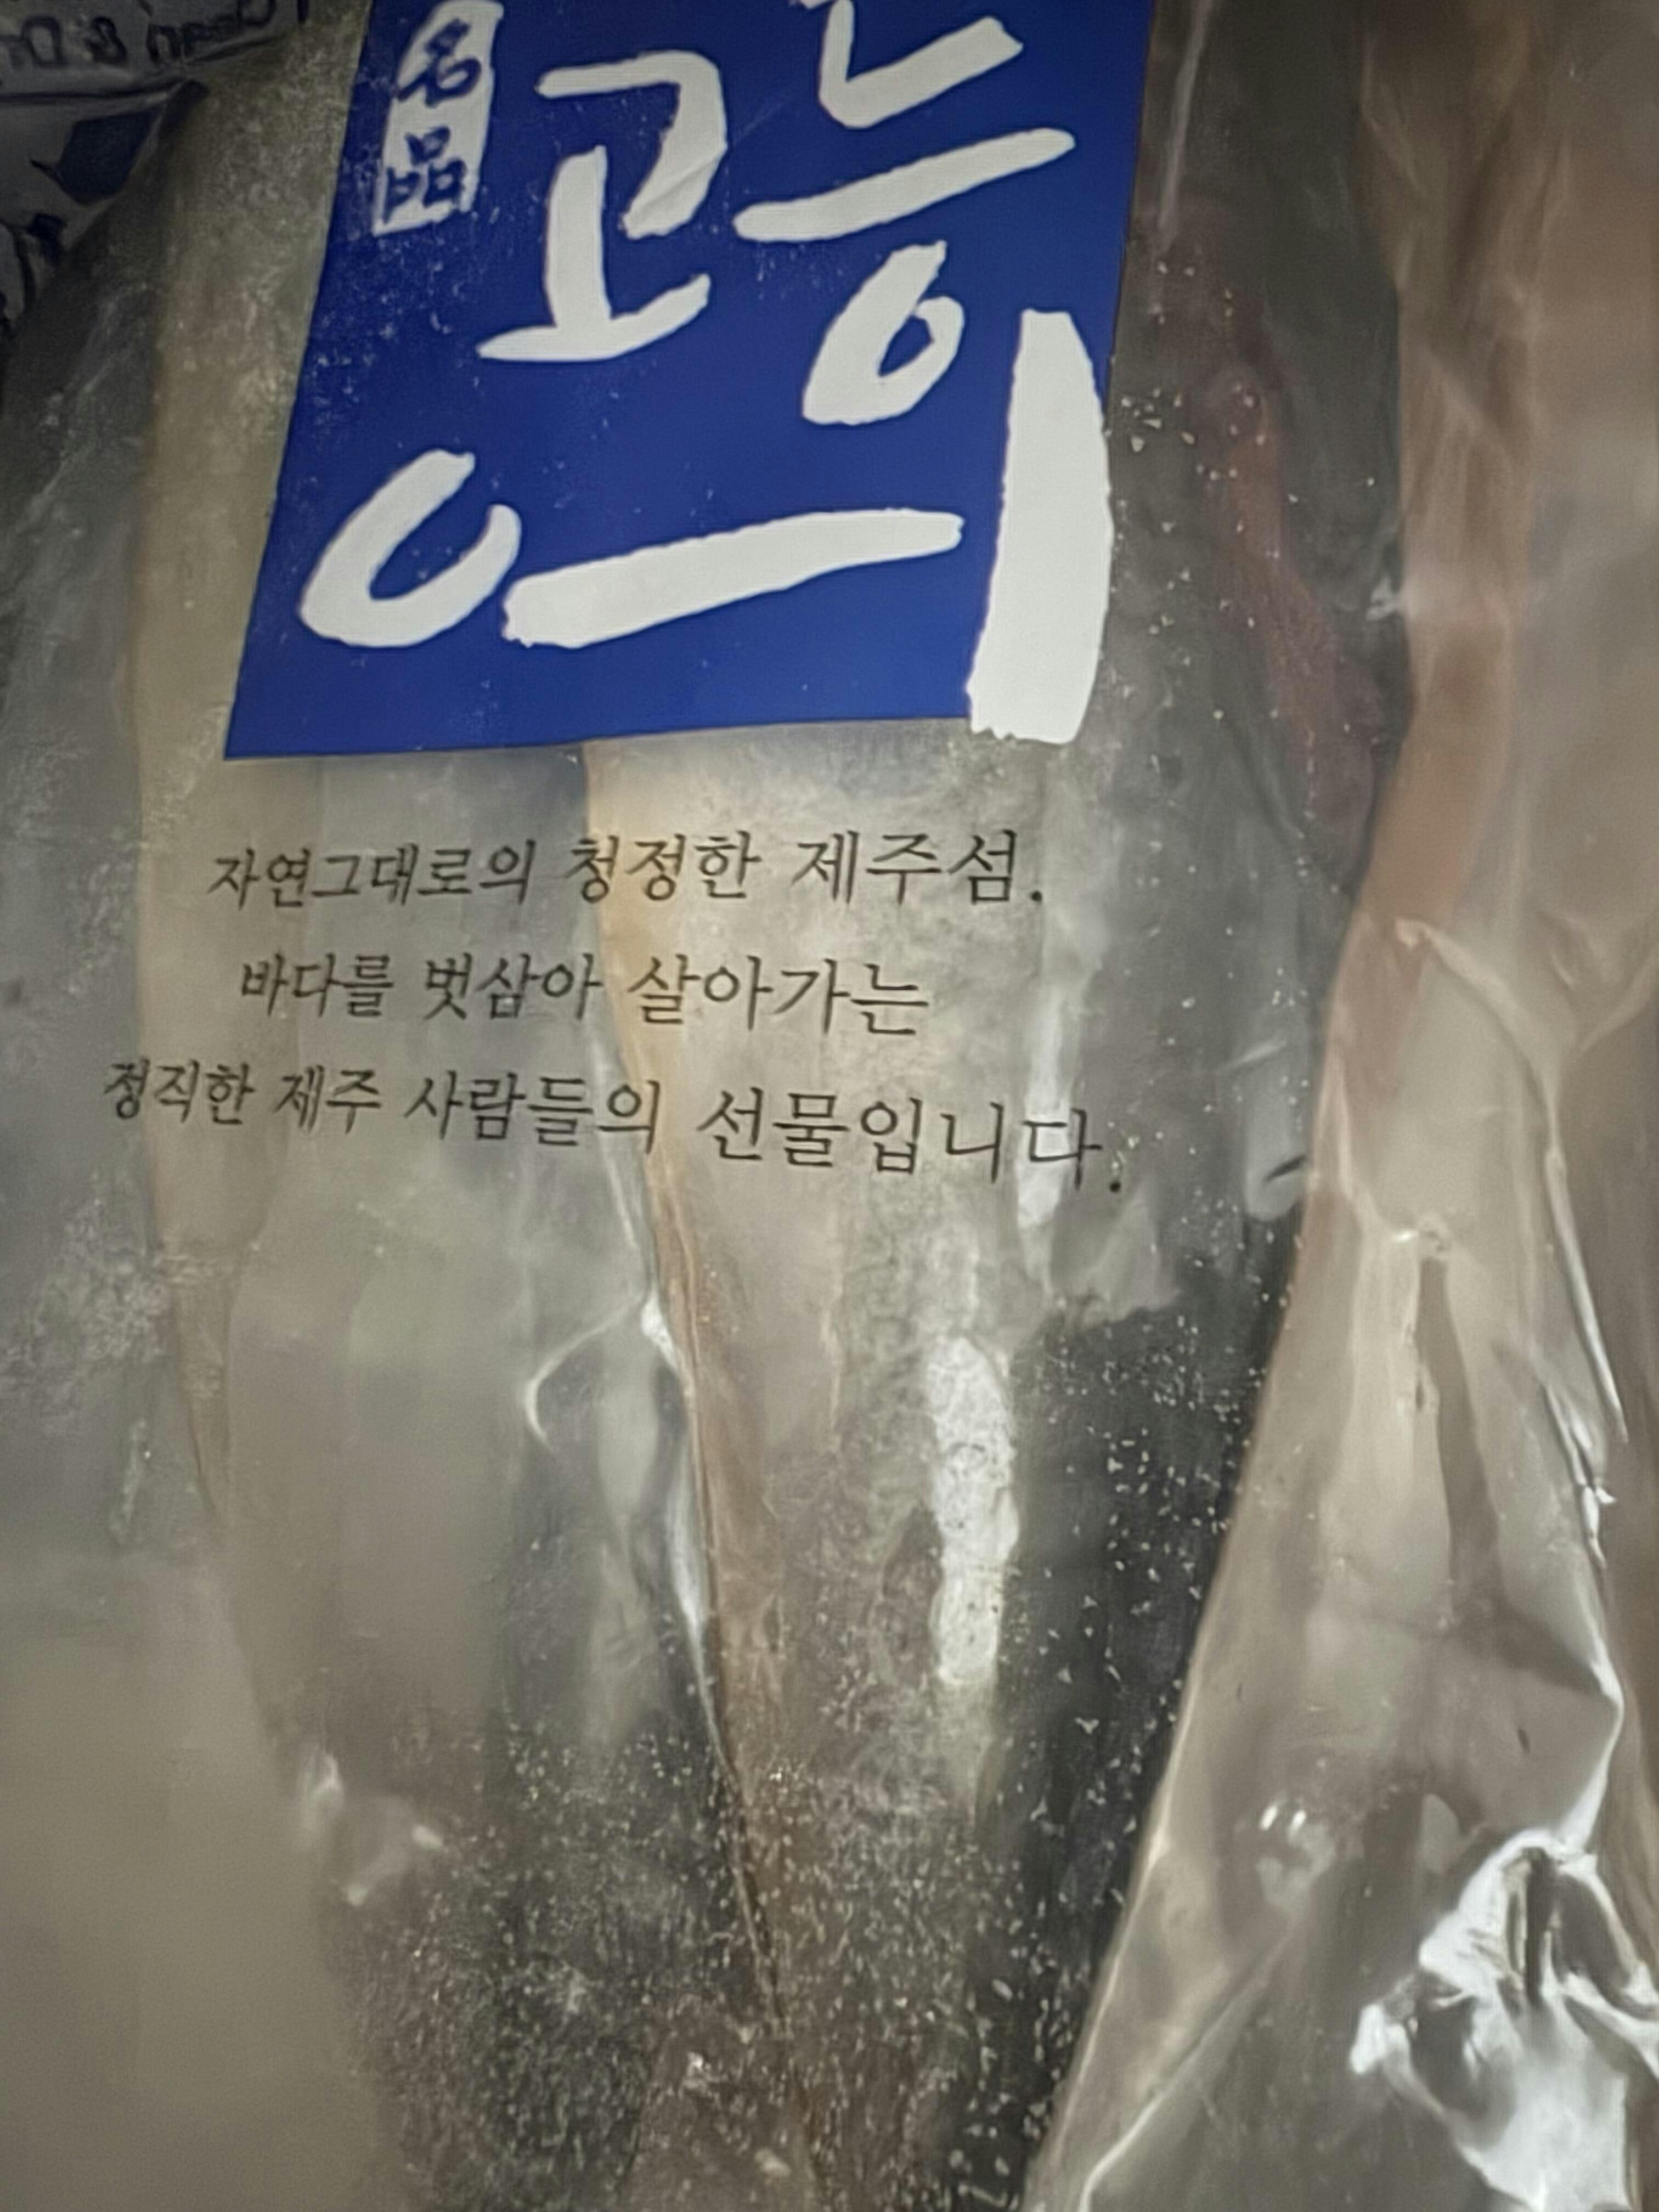 名品
고등어
자연그대로의 청정한 제주섬.
바다를 벗삼아 살아가는
정직한 제주 사람들의 선물입니다.